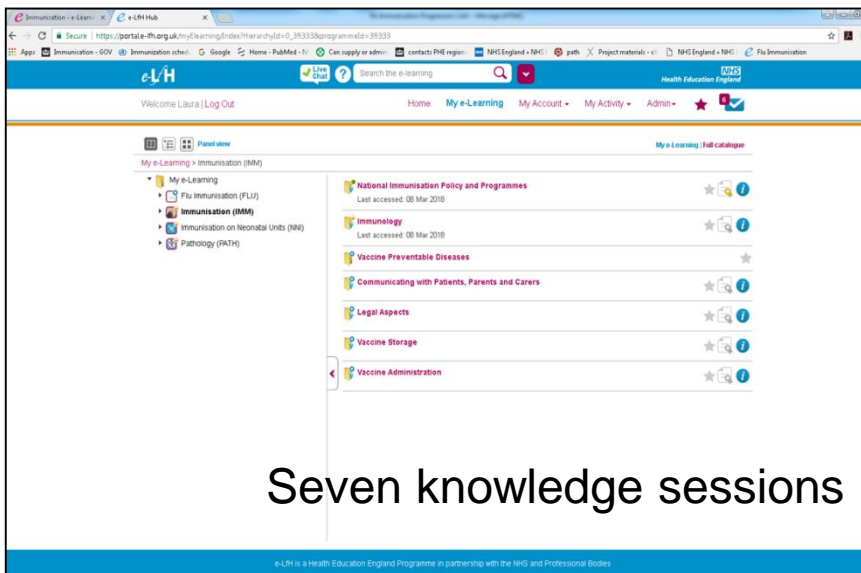 Immunisation - e-Learni
e-LfH Hub
Secure | https://portal.e-lfh.org.uk/myElearning/Index?HierarchyId=0_39333&programmeId=39333
Apps
Immunisation - GOV
Immunization sched
Google
Home - PubMed - N
Can supply or admin
contacts PHE region
NHS England » NHS
path
Project materials - el
NHS England » NHS
Flu Immunisation
e-LfH
Live Chat
?
Search the e-learning
NHS
Health Education England
Welcome Laura | Log Out
Home
My e-Learning
My Account
My Activity
Admin
6
Panel view
My e-Learning | Full catalogue
My e-Learning > Immunisation (IMM)
My e-Learning
Flu Immunisation (FLU)
Immunisation (IMM)
Immunisation on Neonatal Units (NNI)
Pathology (PATH)
National Immunisation Policy and Programmes
Last accessed: 08 Mar 2018
Immunology
Last accessed: 08 Mar 2018
Vaccine Preventable Diseases
Communicating with Patients, Parents and Carers
Legal Aspects
Vaccine Storage
Vaccine Administration
Seven knowledge sessions
e-LfH is a Health Education England Programme in partnership with the NHS and Professional Bodies